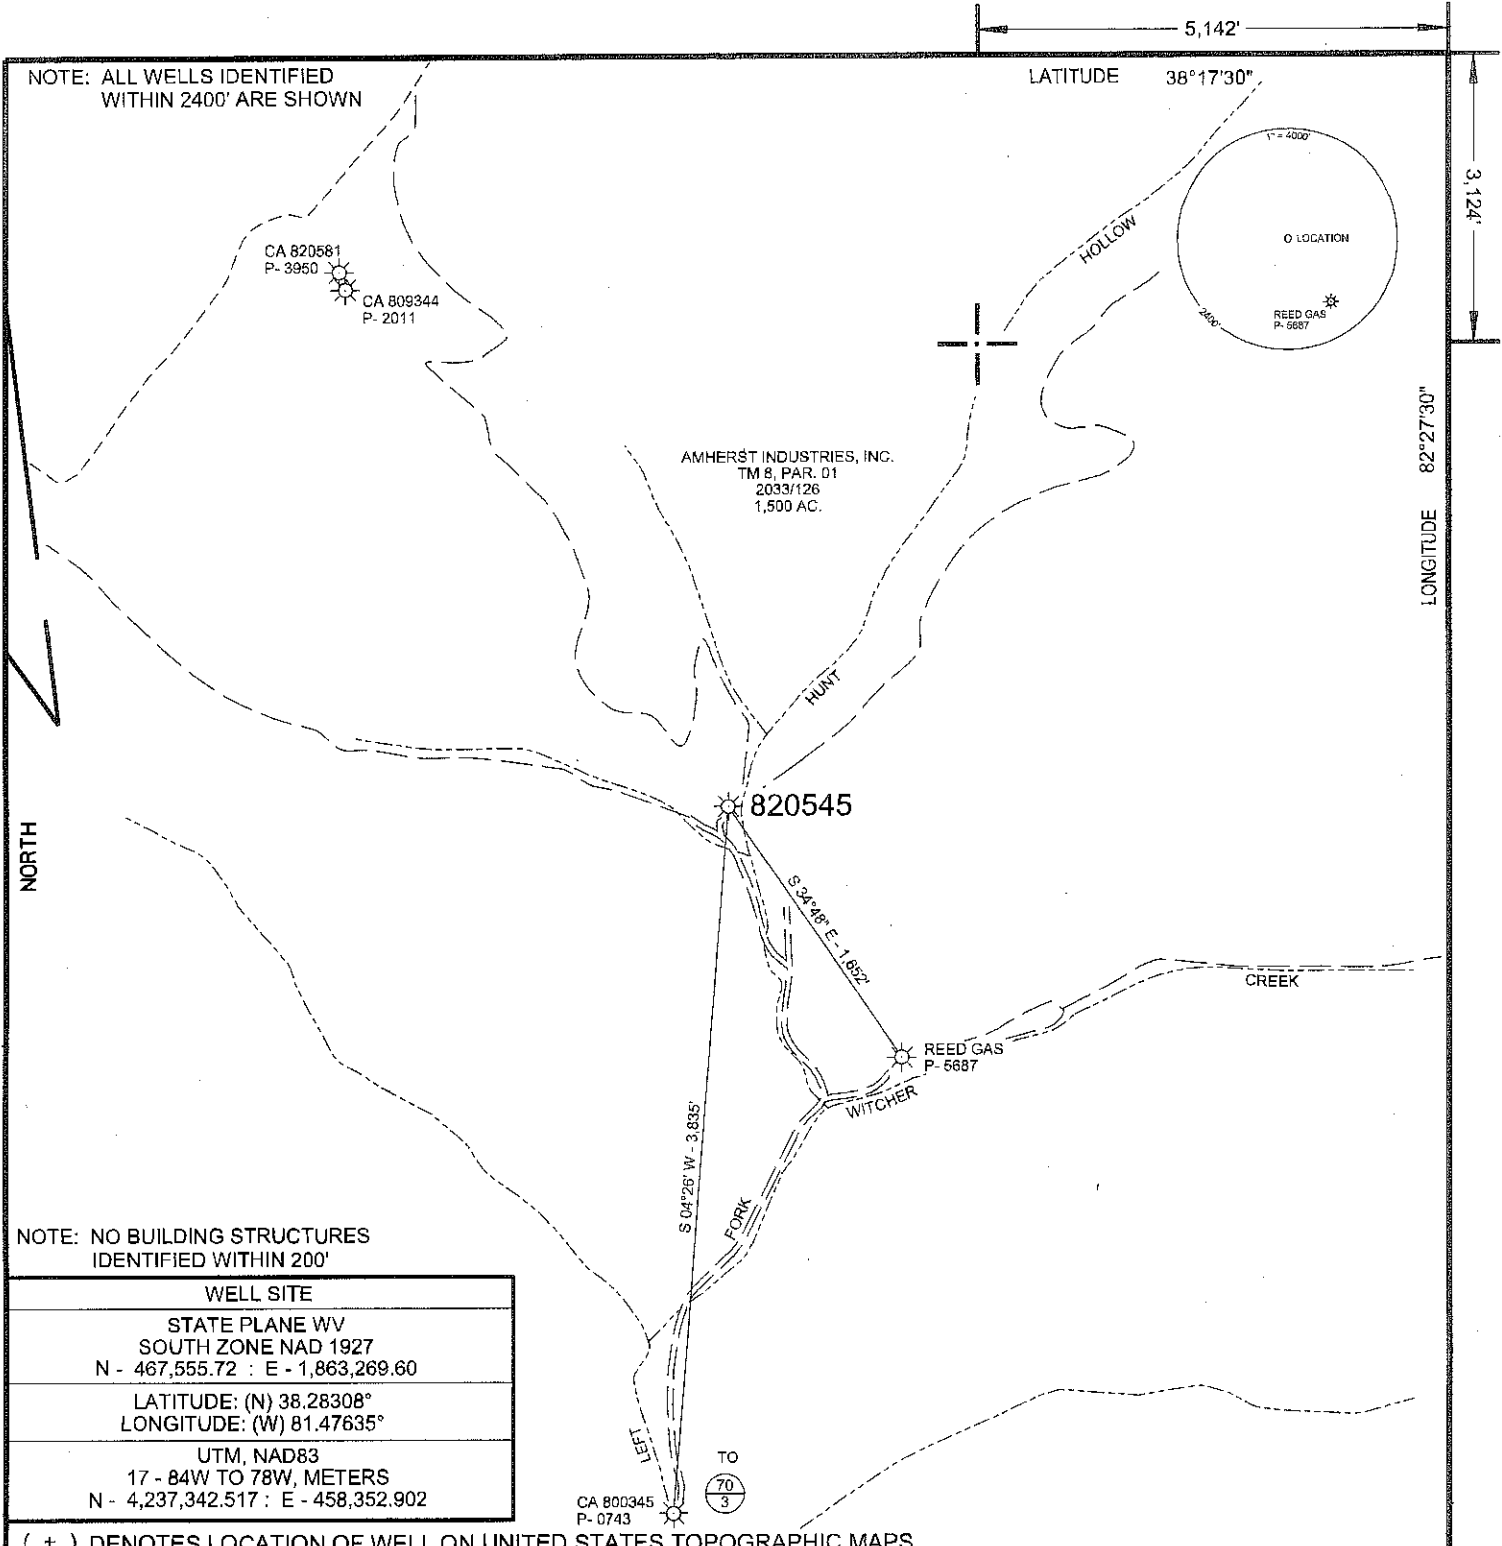 5,142'
NOTE: ALL WELLS IDENTIFIED
WITHIN 2400' ARE SHOWN
LATITUDE 38°17'30"
1" = 4000'
3,124'
HOLLOW
O LOCATION
CA 820581
P- 3950
CA 809344
P- 2011
REED GAS
P- 5687
2400'
LONGITUDE 82°27'30"
AMHERST INDUSTRIES, INC.
TM 8, PAR. 01
2033/126
1,500 AC.
HUNT
820545
NORTH
S 34°48" E - 1,652'
CREEK
REED GAS
P- 5687
WITCHER
S 04°26' W - 3,835'
FORK
NOTE: NO BUILDING STRUCTURES
IDENTIFIED WITHIN 200'
WELL SITE
STATE PLANE WV
SOUTH ZONE NAD 1927
N - 467,555.72 : E - 1,863,269.60
LATITUDE: (N) 38.28308°
LONGITUDE: (W) 81.47635°
UTM, NAD83
17 - 84W TO 78W, METERS
N - 4,237,342.517 : E - 458,352.902
LEFT
TO
70
3
CA 800345
P- 0743
( + ) DENOTES LOCATION OF WELL ON UNITED STATES TOPOGRAPHIC MAPS